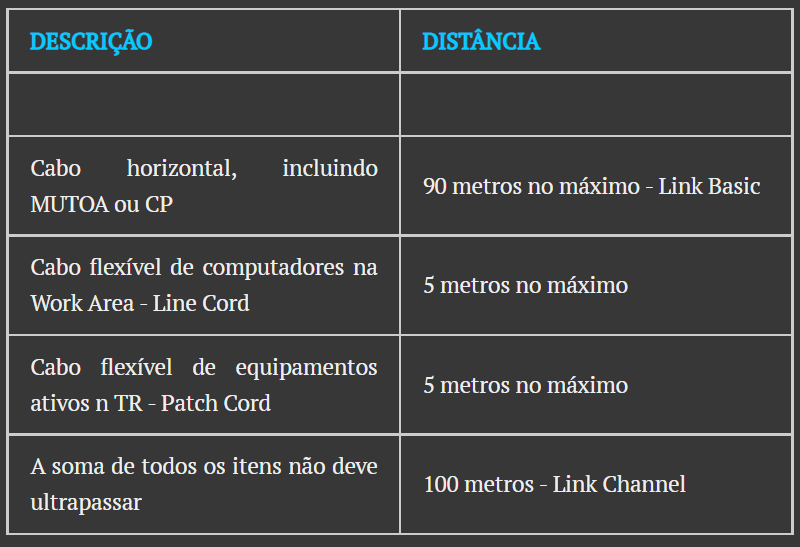 DESCRIÇÃO
DISTÂNCIA
Cabo horizontal, incluindo
MUTOA ou CP
90 metros no máximo - Link Basic
Cabo flexível de computadores na
Work Area - Line Cord
5 metros no máximo
Cabo flexível de equipamentos
ativos n TR - Patch Cord
5 metros no máximo
A soma de todos os itens não deve
ultrapassar
100 metros - Link Channel